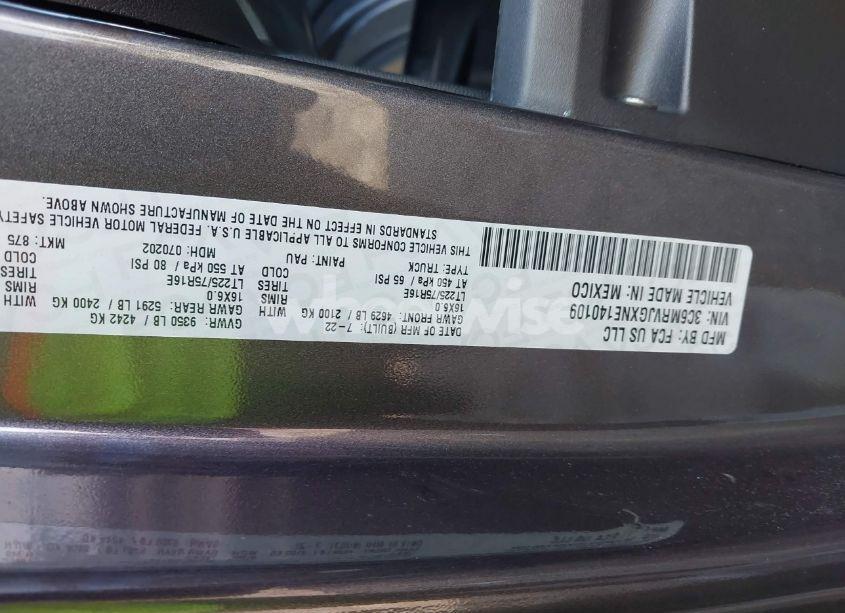 MFD BY: FCA US LLC
DATE OF MFR (BUILT): 7-22
GVWR: 9350 LB / 4242 KG
GAWR FRONT: 4629 LB / 2100 KG WITH 16X6.0 RIMS
LT225/75R16E TIRES
AT 450 kPa / 65 PSI COLD
GAWR REAR: 5291 LB / 2400 KG WITH 16X6.0 RIMS
LT225/75R16E TIRES
AT 550 kPa / 80 PSI COLD
VIN: 3C6MRVJGXNE140109
VEHICLE MADE IN: MEXICO
TYPE: TRUCK
PAINT: PAU
MDH: 070202
MKT: 875
THIS VEHICLE CONFORMS TO ALL APPLICABLE U.S.A. FEDERAL MOTOR VEHICLE SAFETY
STANDARDS IN EFFECT ON THE DATE OF MANUFACTURE SHOWN ABOVE.